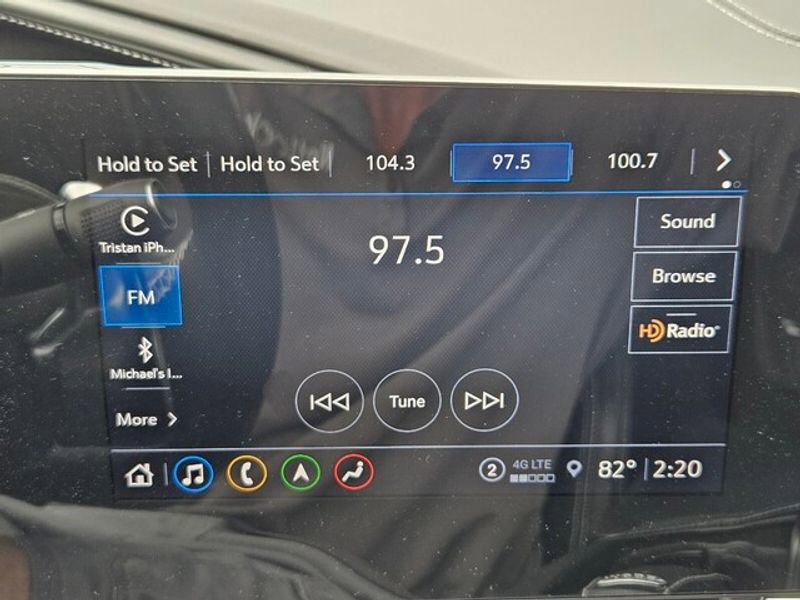 Hold to Set Hold to Set 104.3 97.5 100.7
Tristan iPh...
97.5
Sound
FM
Browse
HD Radio
Michael's I...
More
Tune
2 4G LTE 82° 2:20